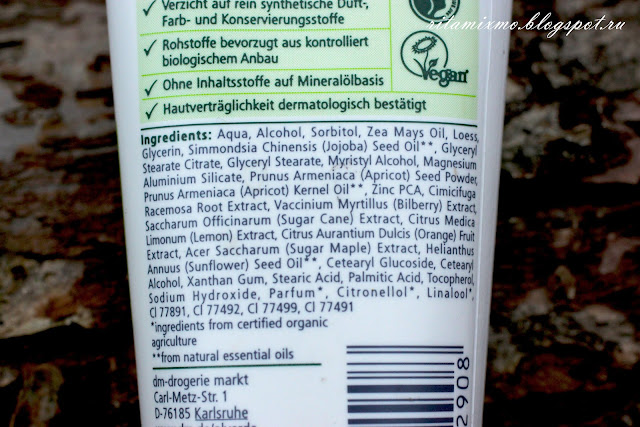 ritamixmo.blogspot.ru
Verzicht auf rein synthetische Duft-,
Farb- und Konservierungsstoffe
Rohstoffe bevorzugt aus kontrolliert
biologischem Anbau
Ohne Inhaltsstoffe auf Mineralölbasis
Hautverträglichkeit dermatologisch bestätigt
Vegan
Ingredients: Aqua, Alcohol, Sorbitol, Zea Mays Oil, Loess,
Glycerin, Simmondsia Chinensis (Jojoba) Seed Oil**, Glyceryl
Stearate Citrate, Glyceryl Stearate, Myristyl Alcohol, Magnesium
Aluminium Silicate, Prunus Armeniaca (Apricot) Seed Powder,
Prunus Armeniaca (Apricot) Kernel Oil**, Zinc PCA, Cimicifuga
Racemosa Root Extract, Vaccinium Myrtillus (Bilberry) Extract,
Saccharum Officinarum (Sugar Cane) Extract, Citrus Medica
Limonum (Lemon) Extract, Citrus Aurantium Dulcis (Orange) Fruit
Extract, Acer Saccharum (Sugar Maple) Extract, Helianthus
Annuus (Sunflower) Seed Oil**, Cetearyl Glucoside, Cetearyl
Alcohol, Xanthan Gum, Stearic Acid, Palmitic Acid, Tocopherol,
Sodium Hydroxide, Parfum*, Citronellol*, Linalool*,
CI 77891, CI 77492, CI 77499, CI 77491
*ingredients from certified organic
agriculture
**from natural essential oils
dm-drogerie markt
Carl-Metz-Str. 1
D-76185 Karlsruhe
2908